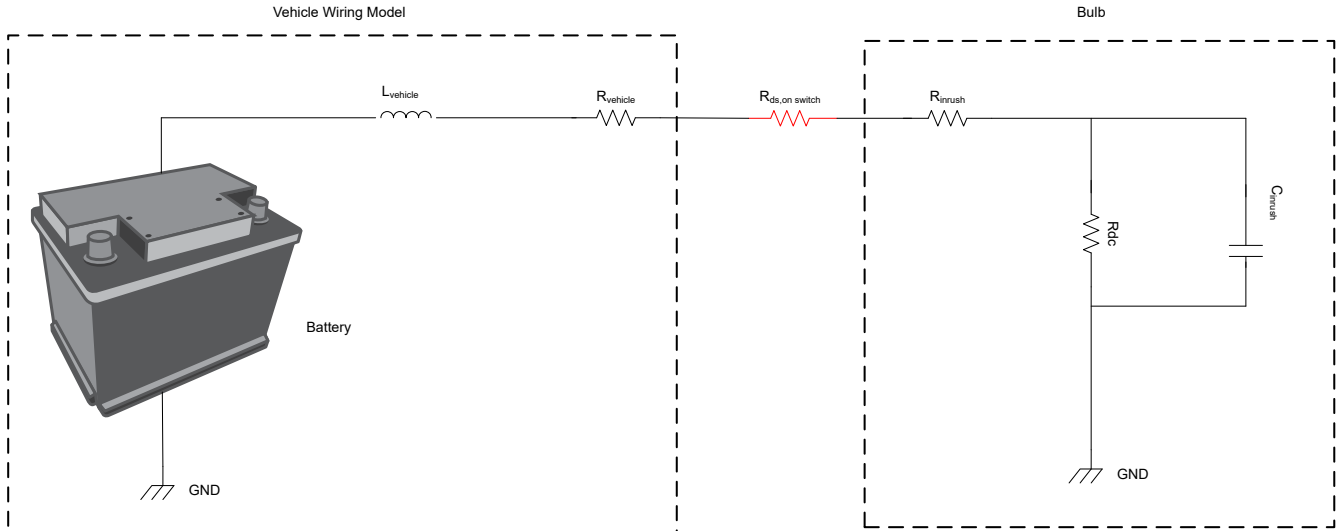 Vehicle Wiring Model
Bulb
Lvehicle
Rvehicle
Rds,on switch
Rinrush
Cinrush
Rdc
Battery
GND
GND